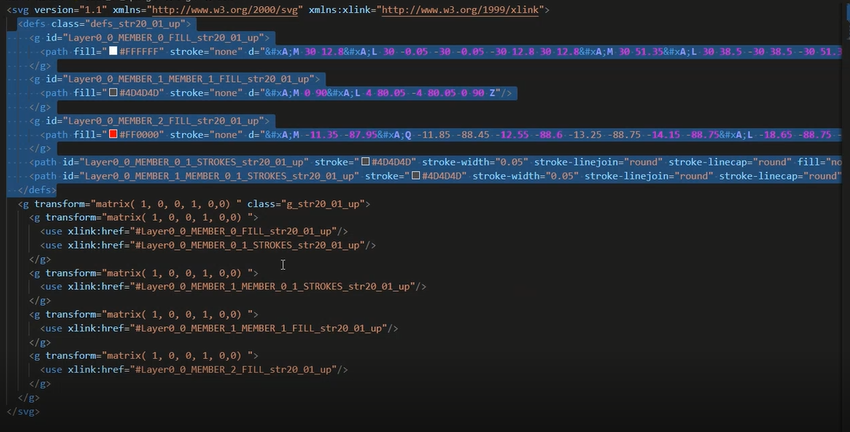 <svg version="1.1" xmlns="http://www.w3.org/2000/svg" xmlns:xlink="http://www.w3.org/1999/xlink">
<defs class="defs_str20_01_up">
<g id="Layer0_0_MEMBER_0_FILL_str20_01_up">
<path fill="#FFFFFF" stroke="none" d="&#xA;M 30 12.8&#xA;L 30 -0.05 -30 -0.05 -30 12.8 30 12.8&#xA;M 30 51.35&#xA;L 30 38.5 -30 38.5 -30 51.3
</g>
<g id="Layer0_0_MEMBER_1_MEMBER_1_FILL_str20_01_up">
<path fill="#4D4D4D" stroke="none" d="&#xA;M 0 90&#xA;L 4 80.05 -4 80.05 0 90 Z"/>
</g>
<g id="Layer0_0_MEMBER_2_FILL_str20_01_up">
<path fill="#FF0000" stroke="none" d="&#xA;M -11.35 -87.95&#xA;Q -11.85 -88.45 -12.55 -88.6 -13.25 -88.75 -14.15 -88.75&#xA;L -18.65 -88.75 -
</g>
<path id="Layer0_0_MEMBER_0_1_STROKES_str20_01_up" stroke="#4D4D4D" stroke-width="0.05" stroke-linejoin="round" stroke-linecap="round" fill="no
<path id="Layer0_0_MEMBER_1_MEMBER_0_1_STROKES_str20_01_up" stroke="#4D4D4D" stroke-width="0.05" stroke-linejoin="round" stroke-linecap="round"
</defs>
<g transform="matrix( 1, 0, 0, 1, 0,0) " class="g_str20_01_up">
<g transform="matrix( 1, 0, 0, 1, 0,0) ">
<use xlink:href="#Layer0_0_MEMBER_0_FILL_str20_01_up"/>
<use xlink:href="#Layer0_0_MEMBER_0_1_STROKES_str20_01_up"/>
</g>
<g transform="matrix( 1, 0, 0, 1, 0,0) ">
<use xlink:href="#Layer0_0_MEMBER_1_MEMBER_0_1_STROKES_str20_01_up"/>
</g>
<g transform="matrix( 1, 0, 0, 1, 0,0) ">
<use xlink:href="#Layer0_0_MEMBER_1_MEMBER_1_FILL_str20_01_up"/>
</g>
<g transform="matrix( 1, 0, 0, 1, 0,0) ">
<use xlink:href="#Layer0_0_MEMBER_2_FILL_str20_01_up"/>
</g>
</g>
</svg>